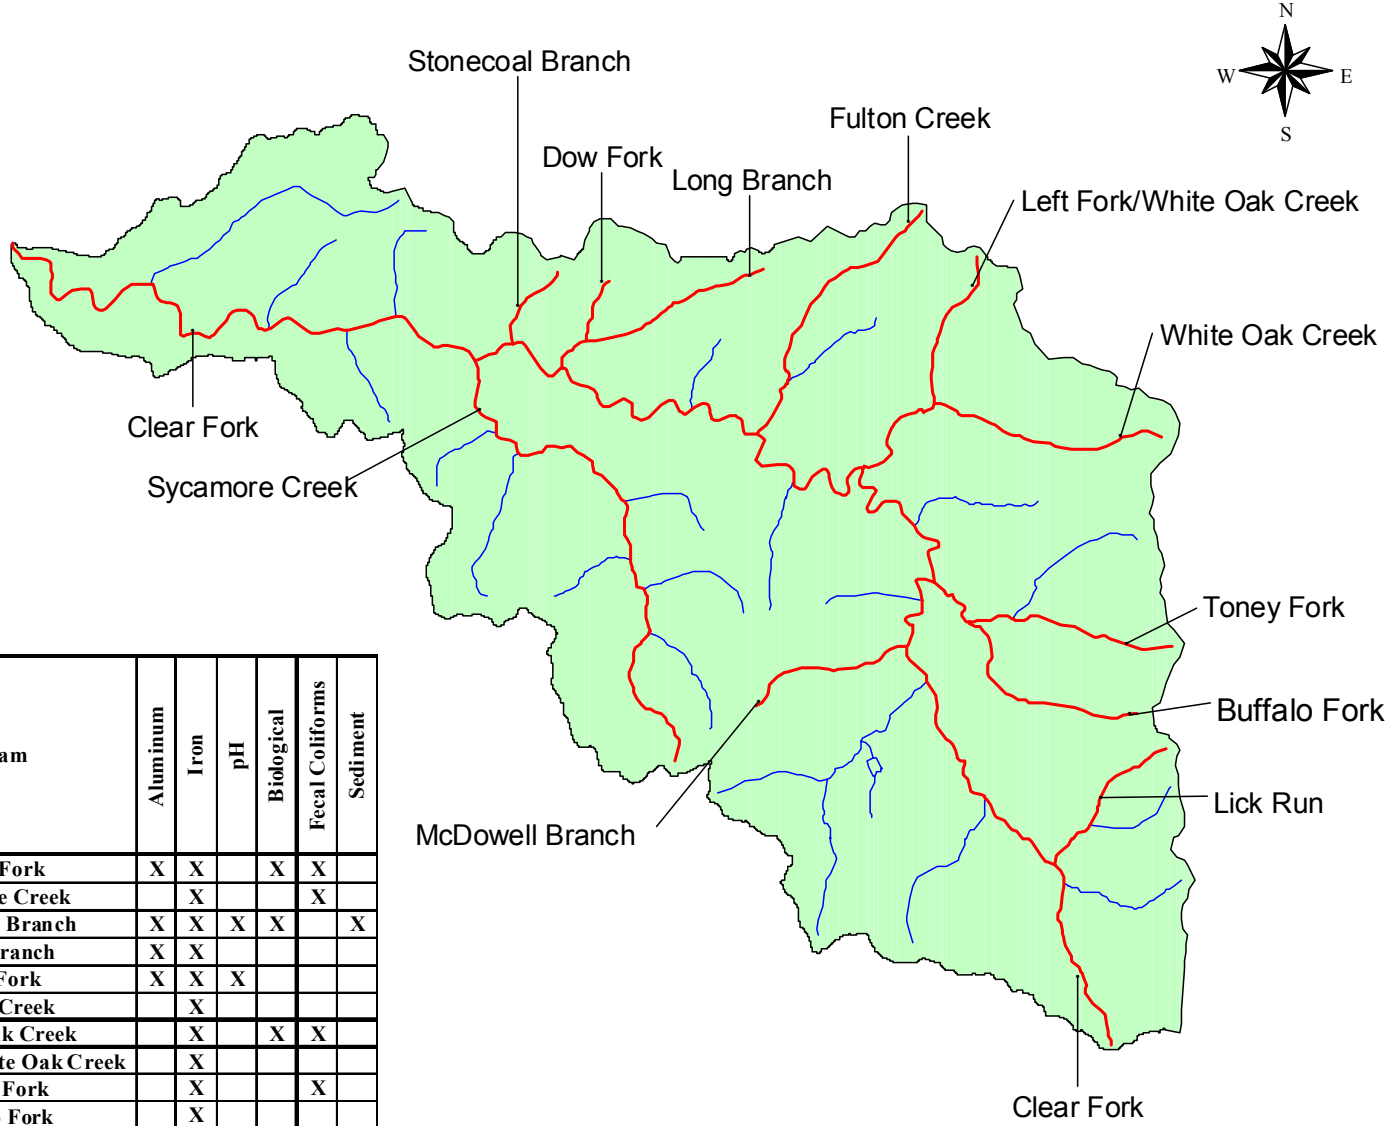 N
W E
S
Stonecoal Branch
Fulton Creek
Dow Fork
Long Branch
Left Fork/White Oak Creek
White Oak Creek
Clear Fork
Sycamore Creek
Toney Fork
Buffalo Fork
Lick Run
McDowell Branch
Clear Fork
am Aluminum Iron pH Biological Fecal Coliforms Sediment
Fork X X X X
e Creek X X
Branch X X X X X
ranch X X
Fork X X X
Creek X
k Creek X X X
te Oak Creek X
Fork X X
Fork X